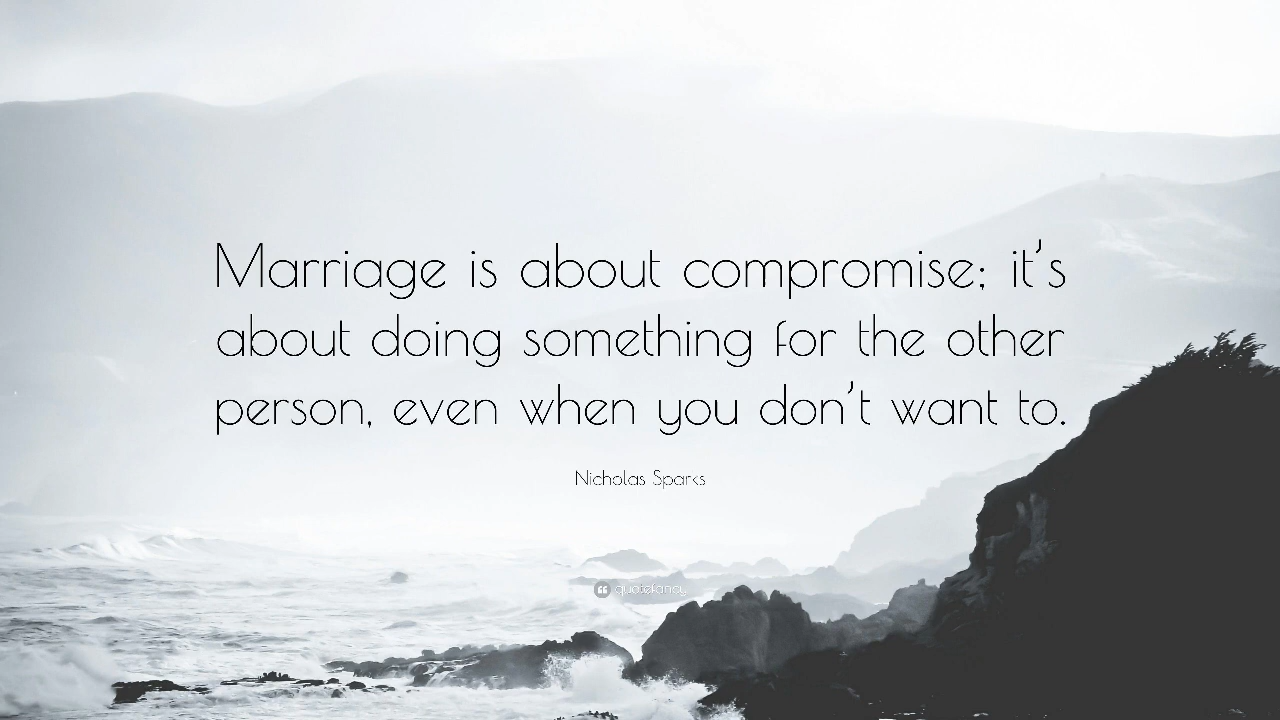 Marriage is about compromise; it’s
about doing something for the other
person, even when you don’t want to.
Nicholas Sparks
quotefancy